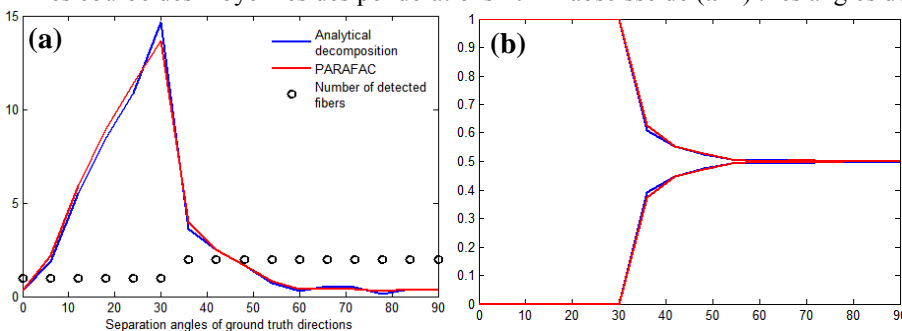 (a)
Analytical
decomposition
PARAFAC
Number of detected
fibers
15
10
5
0
0 10 20 30 40 50 60 70 80 90
Separation angles of ground truth directions
(b)
1
0.9
0.8
0.7
0.6
0.5
0.4
0.3
0.2
0.1
0
0 10 20 30 40 50 60 70 80 90